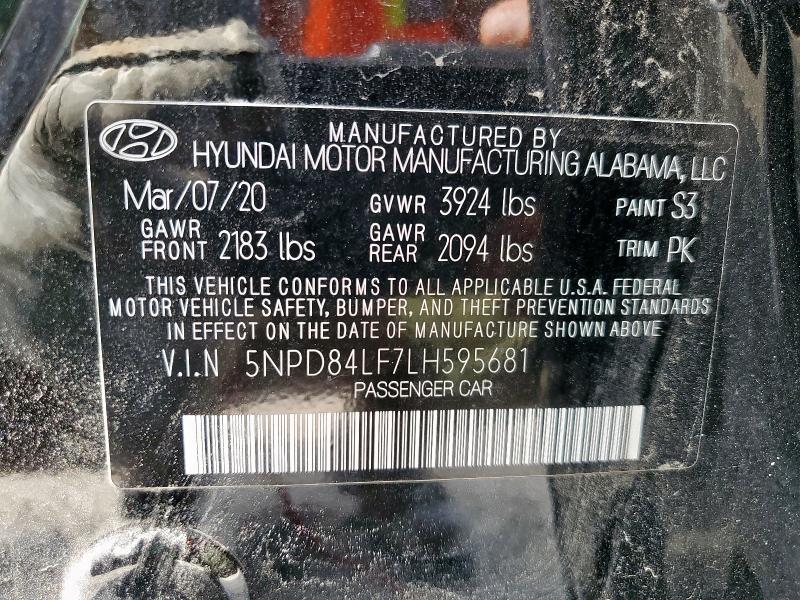 MANUFACTURED BY
HYUNDAI MOTOR MANUFACTURING ALABAMA, LLC
Mar/07/20 GVWR 3924 lbs PAINT S3
GAWR FRONT 2183 lbs GAWR REAR 2094 lbs TRIM PK
THIS VEHICLE CONFORMS TO ALL APPLICABLE U.S.A. FEDERAL
MOTOR VEHICLE SAFETY, BUMPER, AND THEFT PREVENTION STANDARDS
IN EFFECT ON THE DATE OF MANUFACTURE SHOWN ABOVE
V.I.N 5NPD84LF7LH595681
PASSENGER CAR